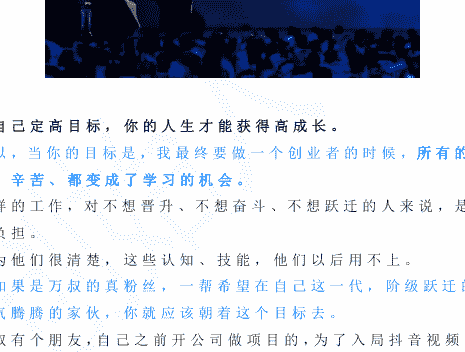 自己定高目标，你的人生才能获得高成长。
以，当你的目标是，我最终要做一个创业者的时候，所有的
辛苦、都变成了学习的机会。
样的工作，对不想晋升、不想奋斗、不想跃迁的人来说，是
负担。
为他们很清楚，这些认知、技能，他们以后用不上。
如果是万叔的真粉丝，一帮希望在自己这一代，阶级跃迁的
气腾腾的家伙，你就应该朝着这个目标去。
叔有个朋友，自己之前开公司做项目的，为了入局抖音视频